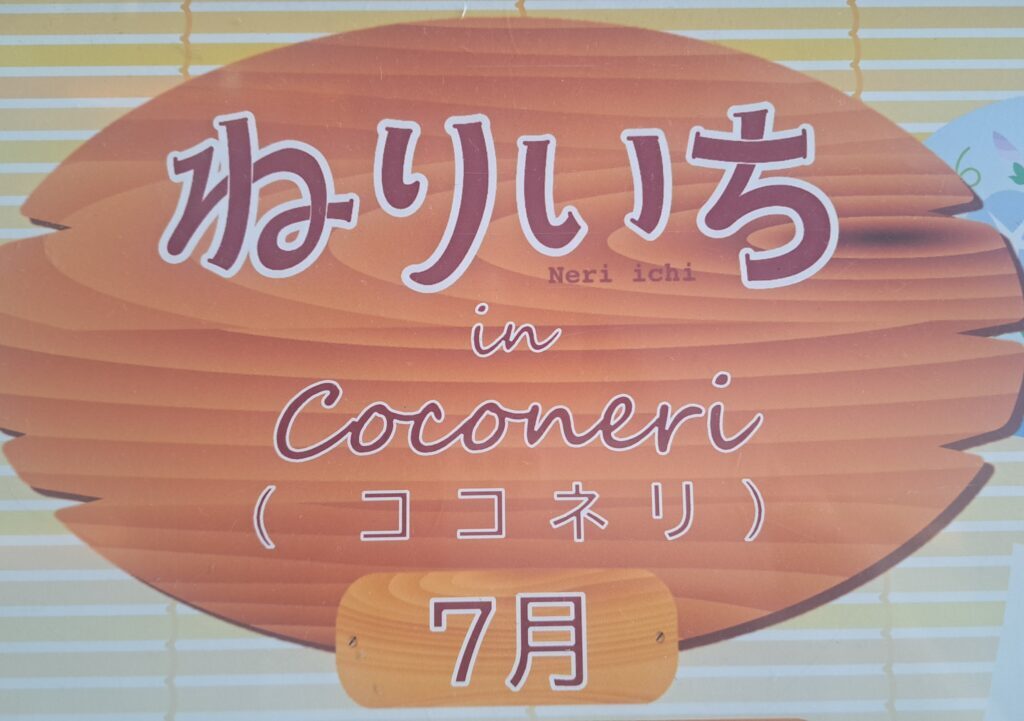 ねりいち
Neri ichi
in
Coconeri
(ココネリ)
7月